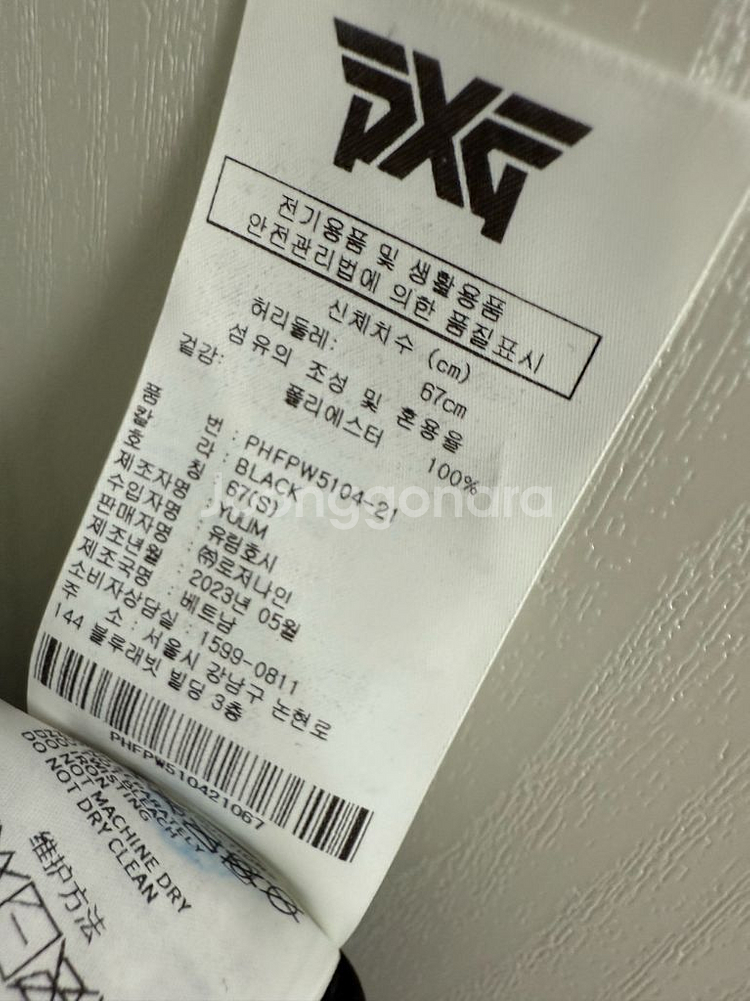 PXG
전기용품 및 생활용품
안전관리법에 의한 품질표시
신체치수 (cm)
허리둘레: 67cm
섬유의 조성 및 혼용율
겉감: 폴리에스터 100%
품번 : PHFPW5104-21
칼라 : BLACK
호칭 : 67(S)
제조자명 : YULIM
수입자명 : 유림호시
판매자명 : ㈜로저나인
제조년월 : 2023년 05월
제조국명 : 베트남
소비자상담실 : 1599-0811
주소 : 서울시 강남구 논현로
144 블루래빗 빌딩 3층
PHFPW510421067
Joonggondra
DO NOT MACHINE DRY
DO NOT DRY CLEAN
维护方法